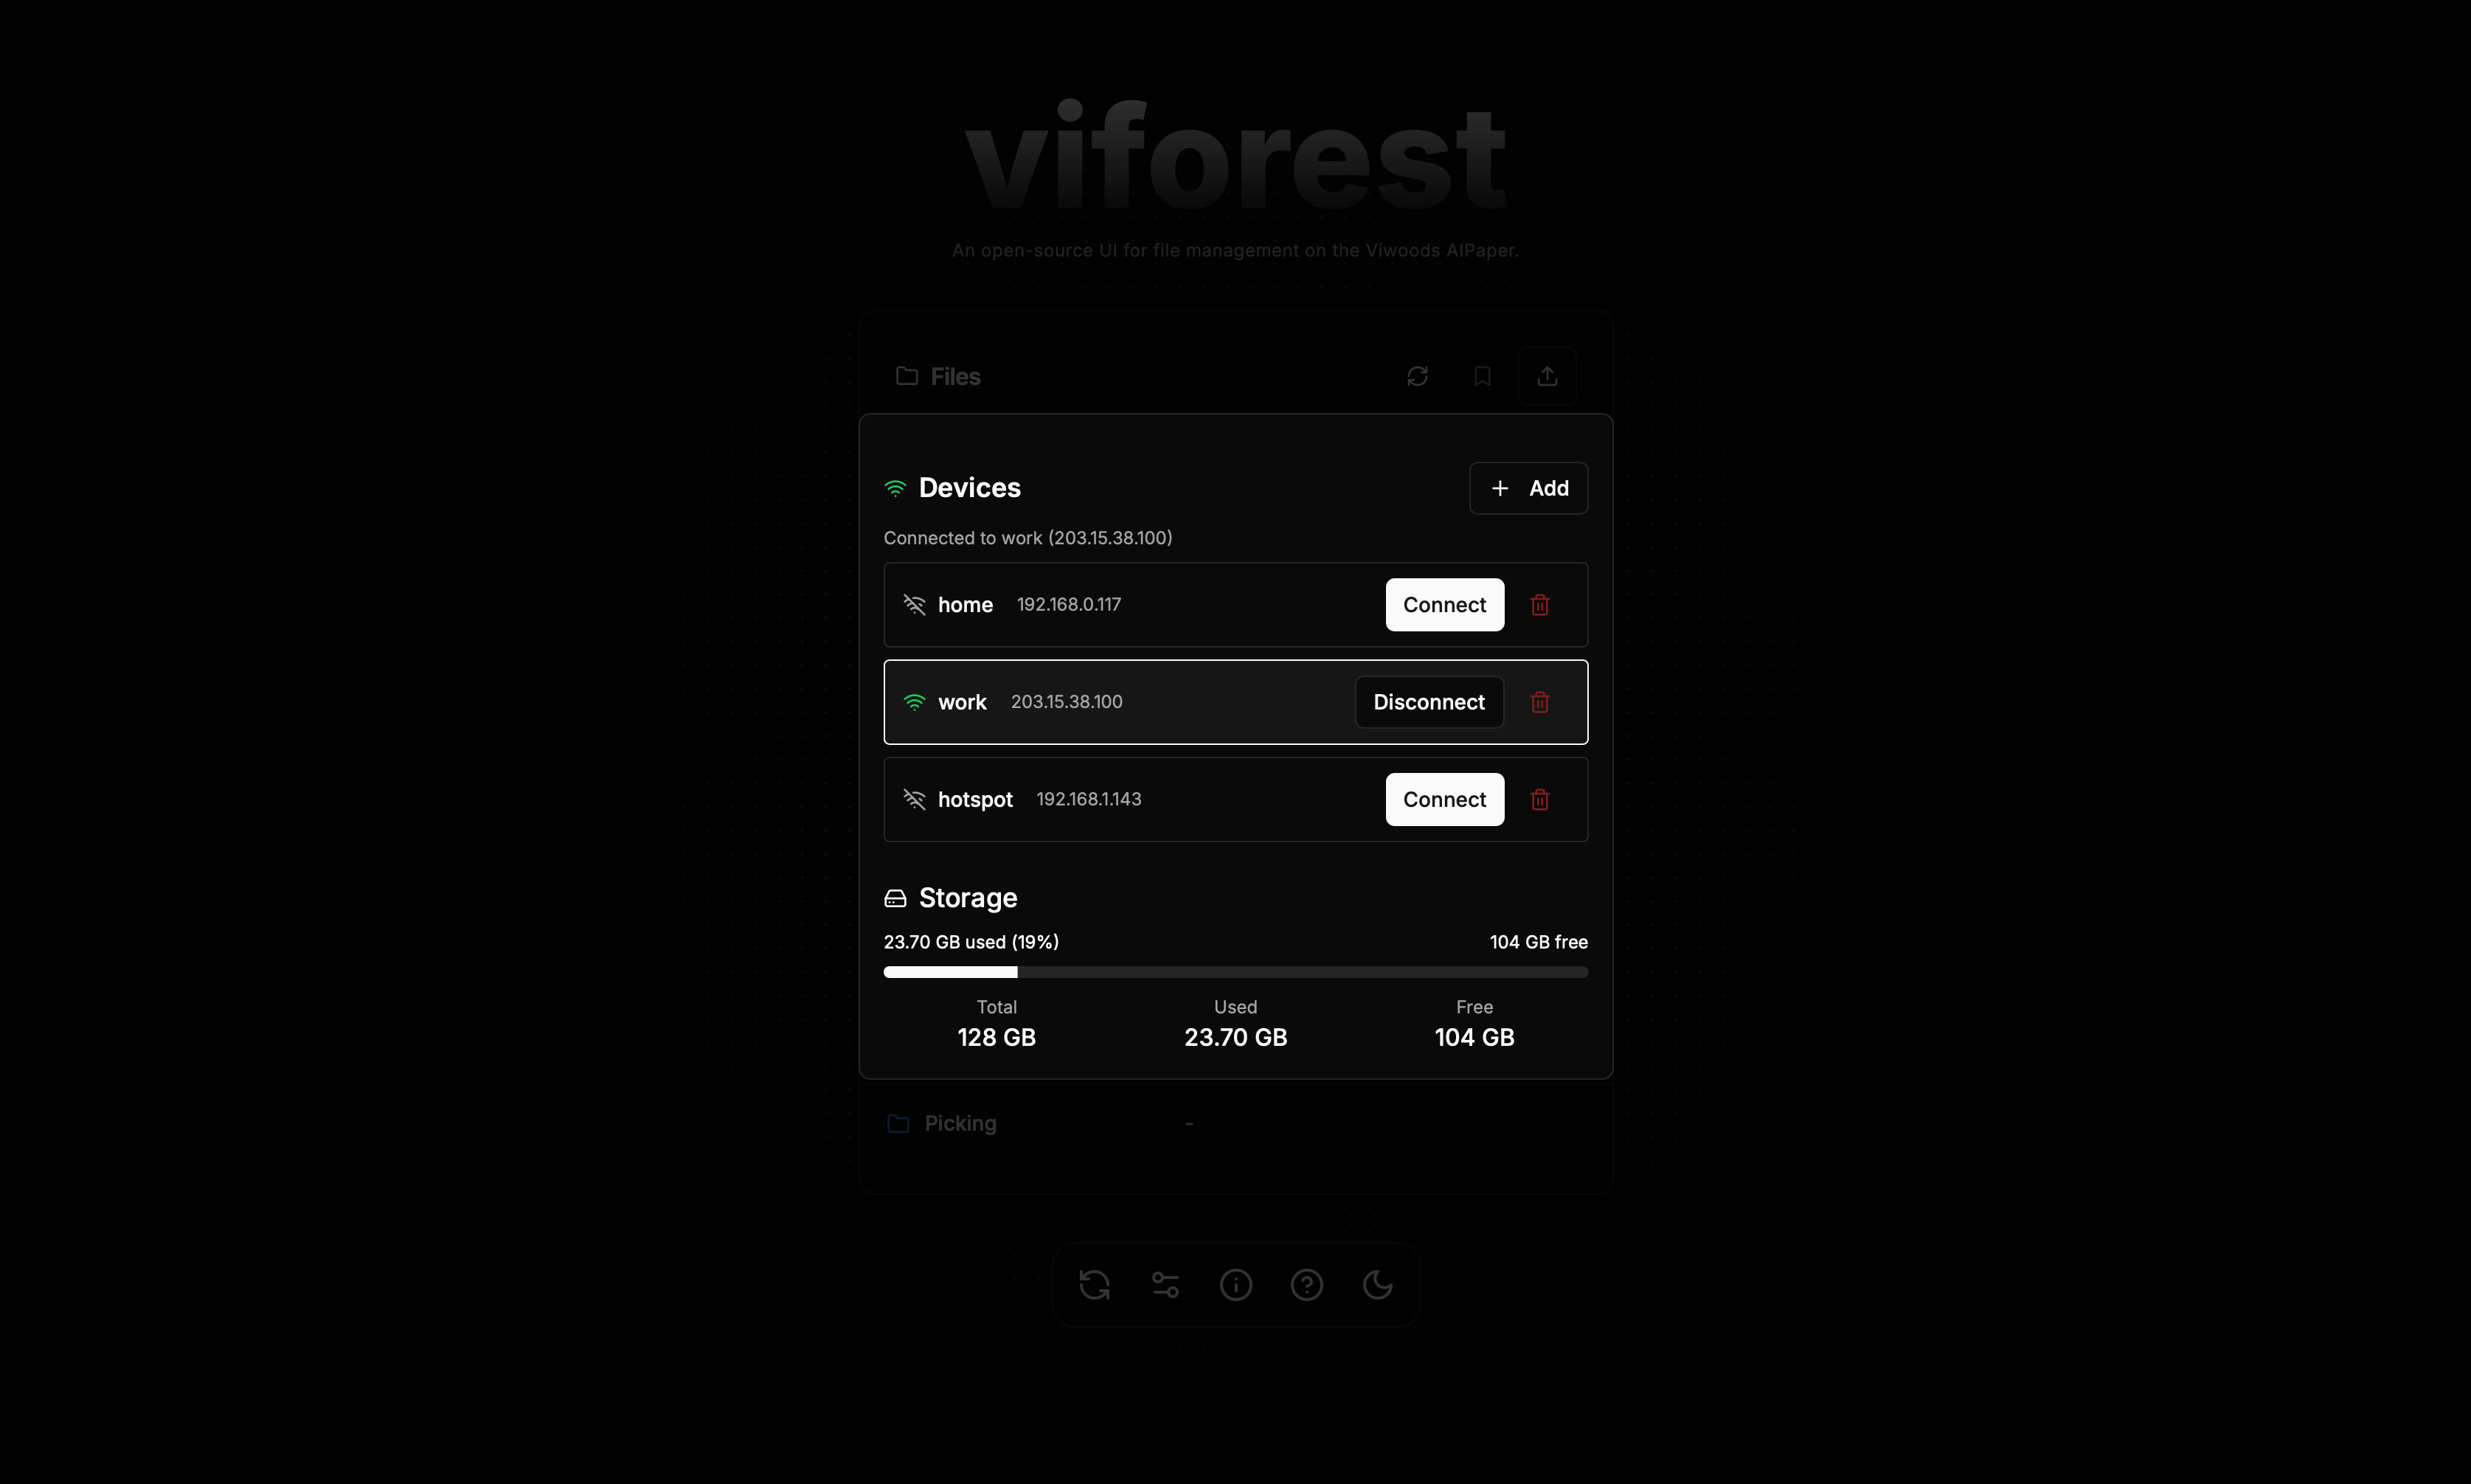 viforest
An open-source UI for file management on the Viwoods AIPaper.
Files
Devices
Add
Connected to work (203.15.38.100)
home 192.168.0.117 Connect
work 203.15.38.100 Disconnect
hotspot 192.168.1.143 Connect
Storage
23.70 GB used (19%) 104 GB free
Total Used Free
128 GB 23.70 GB 104 GB
Picking -